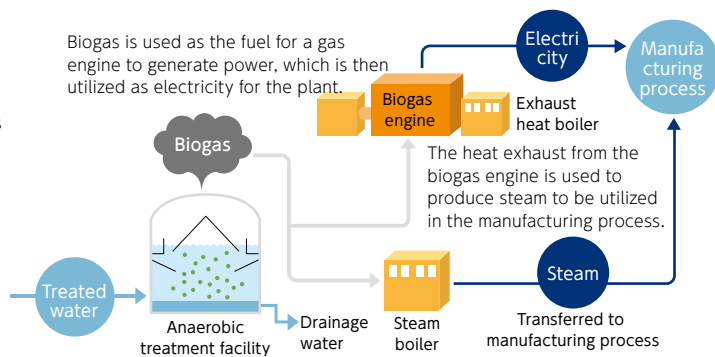 Biogas is used as the fuel for a gas
engine to generate power, which is then
utilized as electricity for the plant.
Electri
city
Manufa
cturing
process
Biogas
engine
Exhaust
heat boiler
s
Biogas
The heat exhaust from the
biogas engine is used to
produce steam to be utilized
in the manufacturing process.
Treated
water
Steam
Anaerobic
treatment facility
Drainage
water
Steam
boiler
Transferred to
manufacturing process